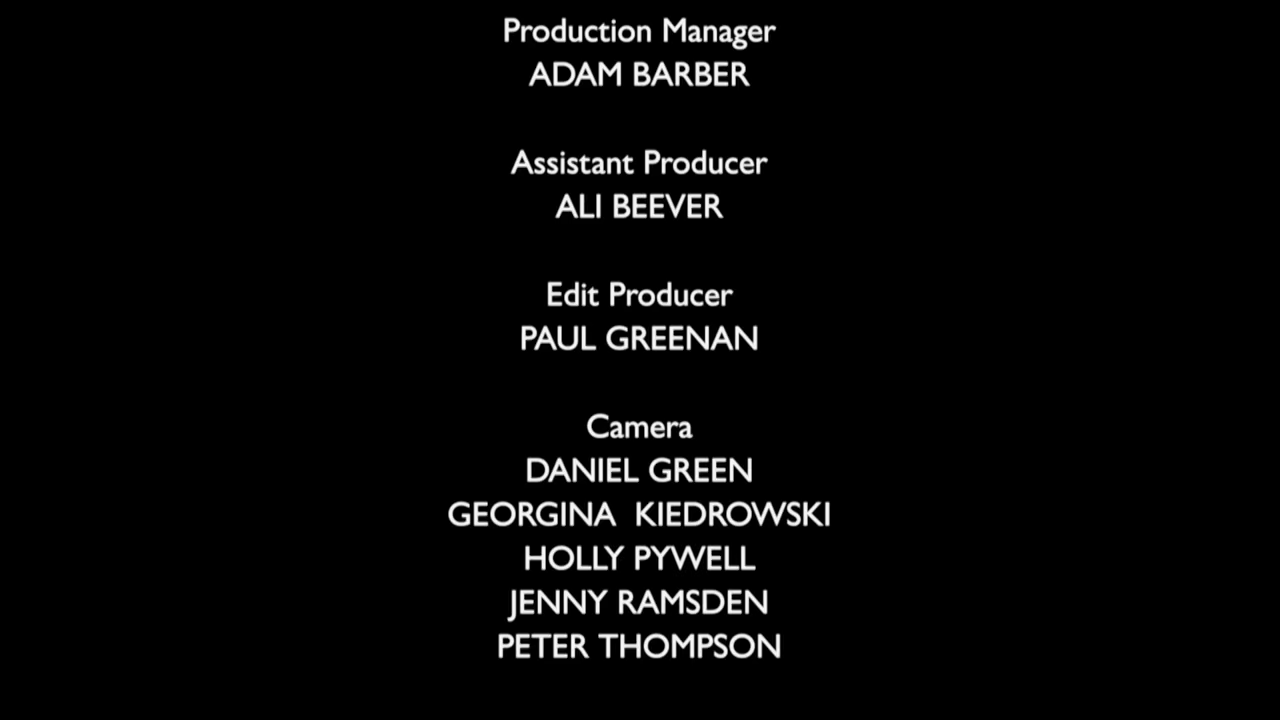 Production Manager
ADAM BARBER
Assistant Producer
ALI BEEVER
Edit Producer
PAUL GREENAN
Camera
DANIEL GREEN
GEORGINA  KIEDROWSKI
HOLLY PYWELL
JENNY RAMSDEN
PETER THOMPSON